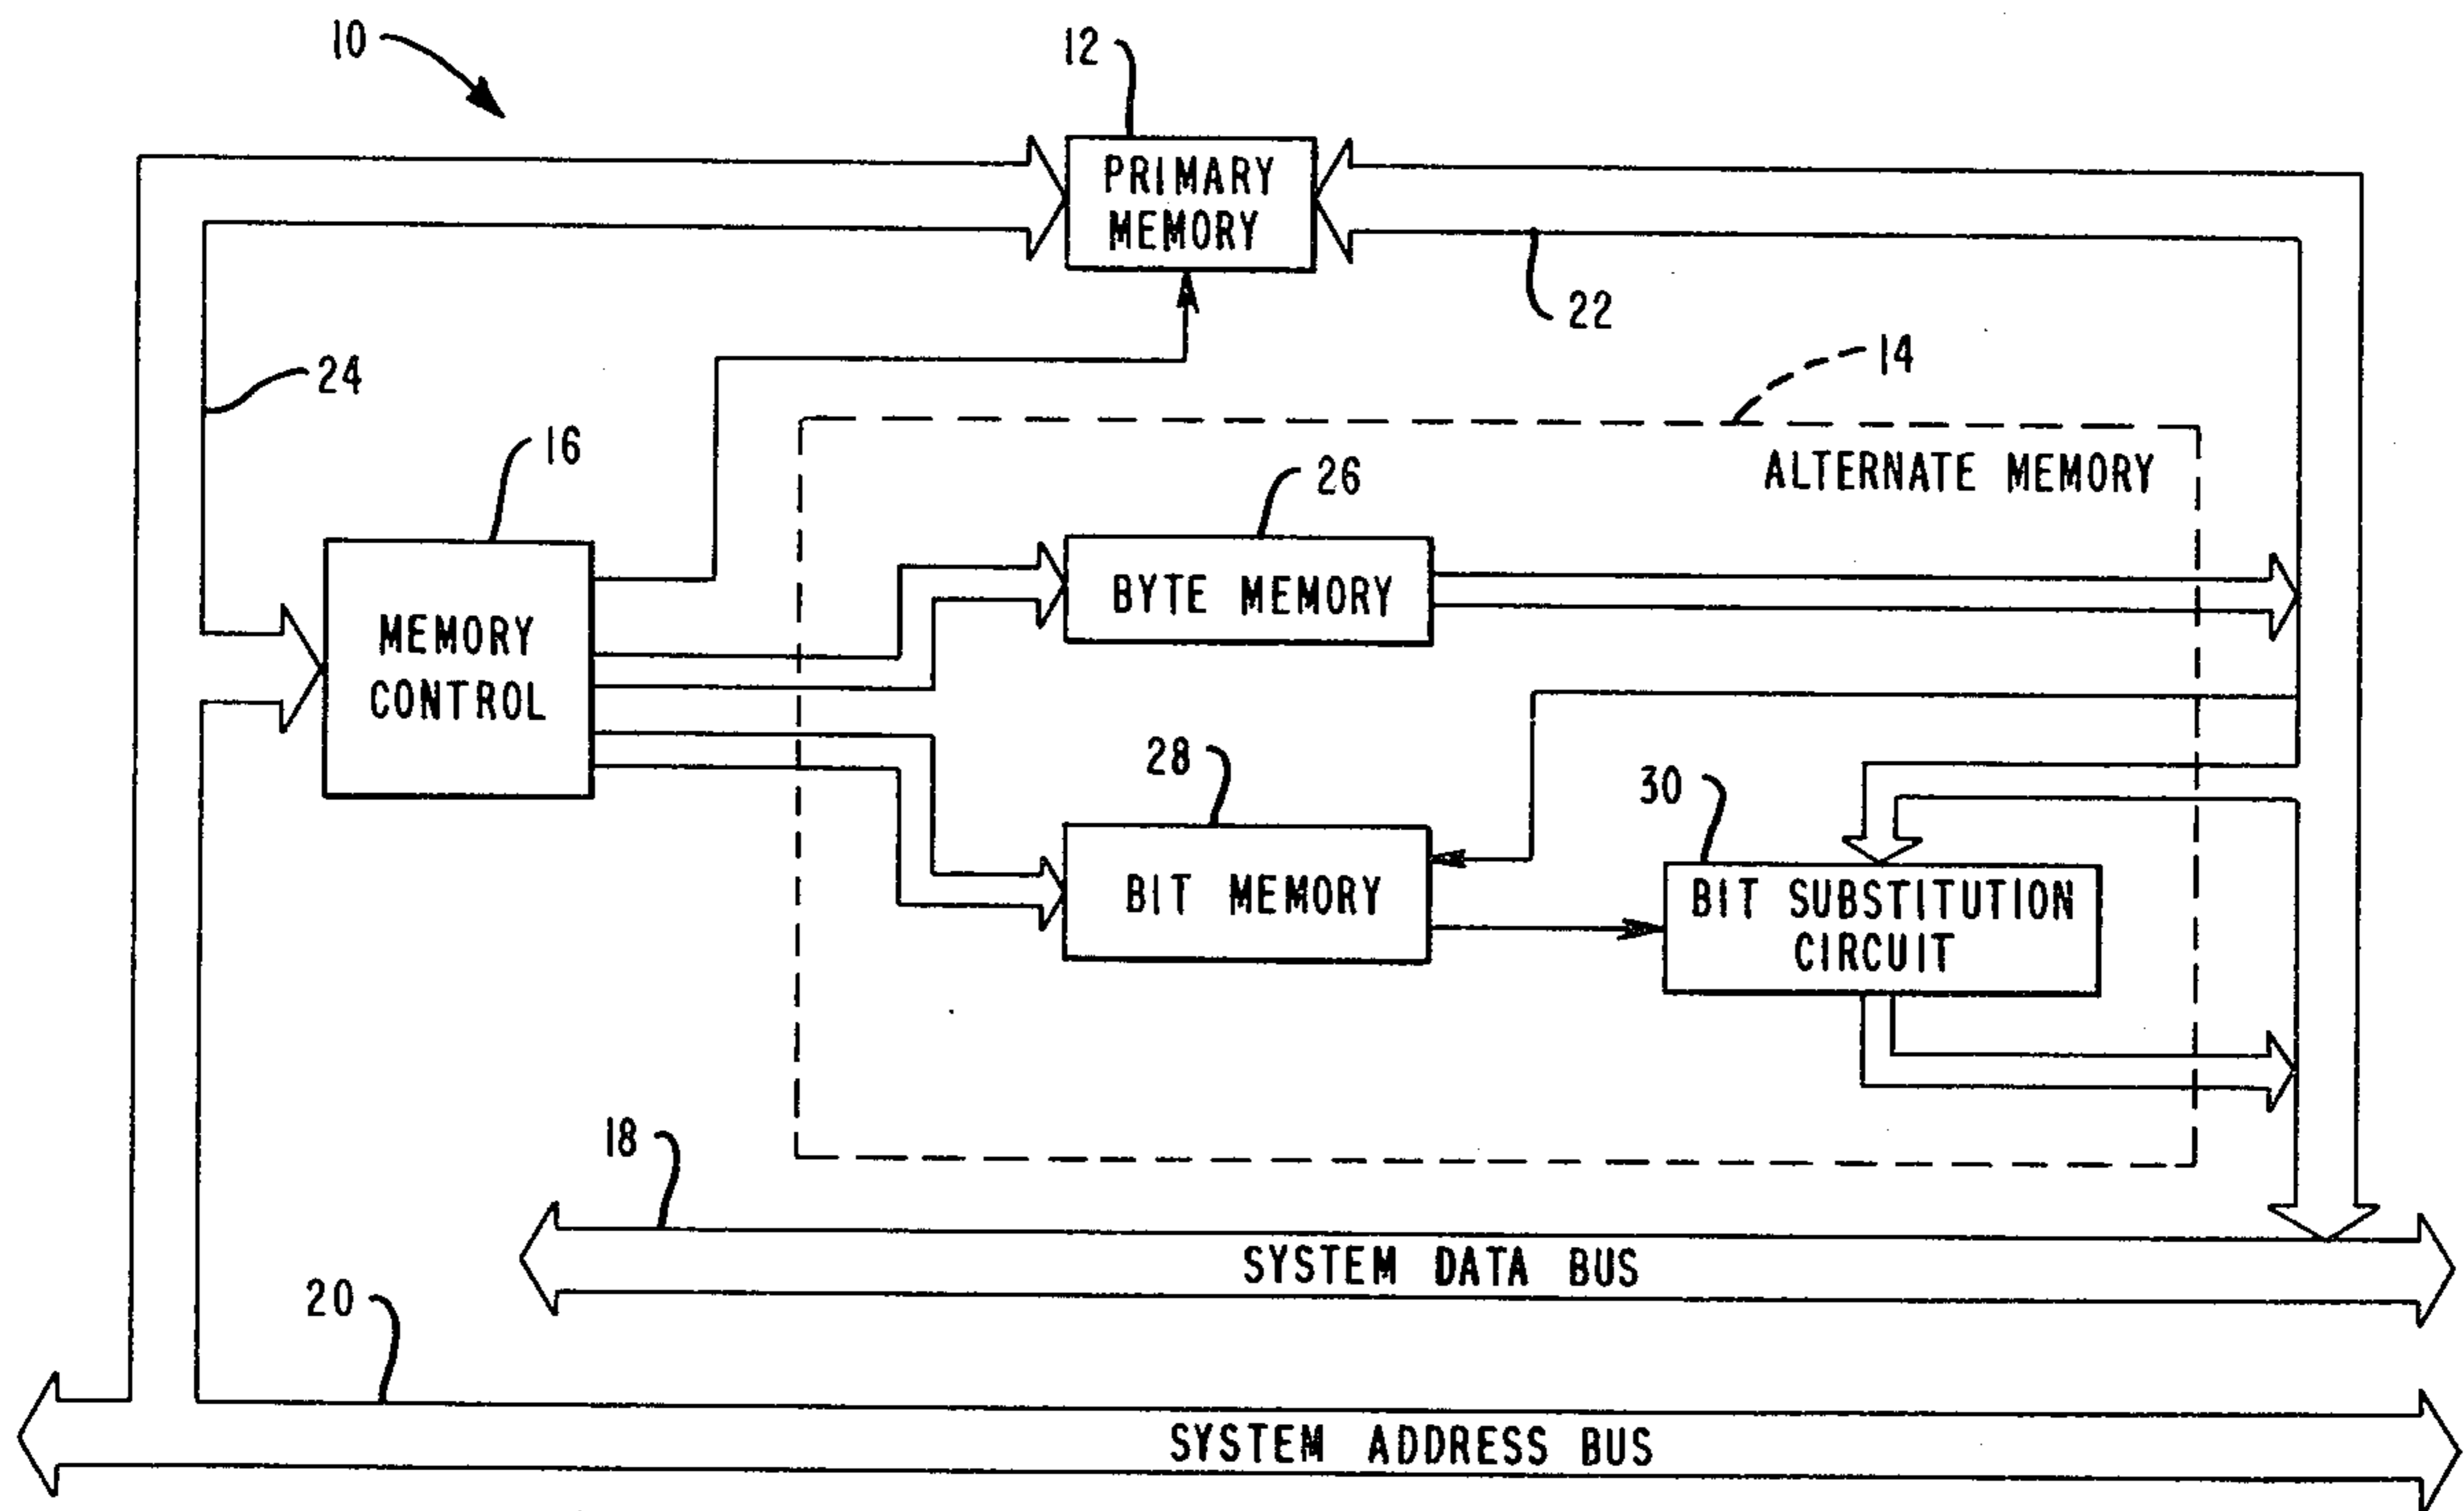 10
12
PRIMARY
MEMORY
22
24
14
16
ALTERNATE MEMORY
26
BYTE MEMORY
MEMORY
CONTROL
28
30
BIT MEMORY
BIT SUBSTITUTION
CIRCUIT
18
SYSTEM DATA BUS
20
SYSTEM ADDRESS BUS